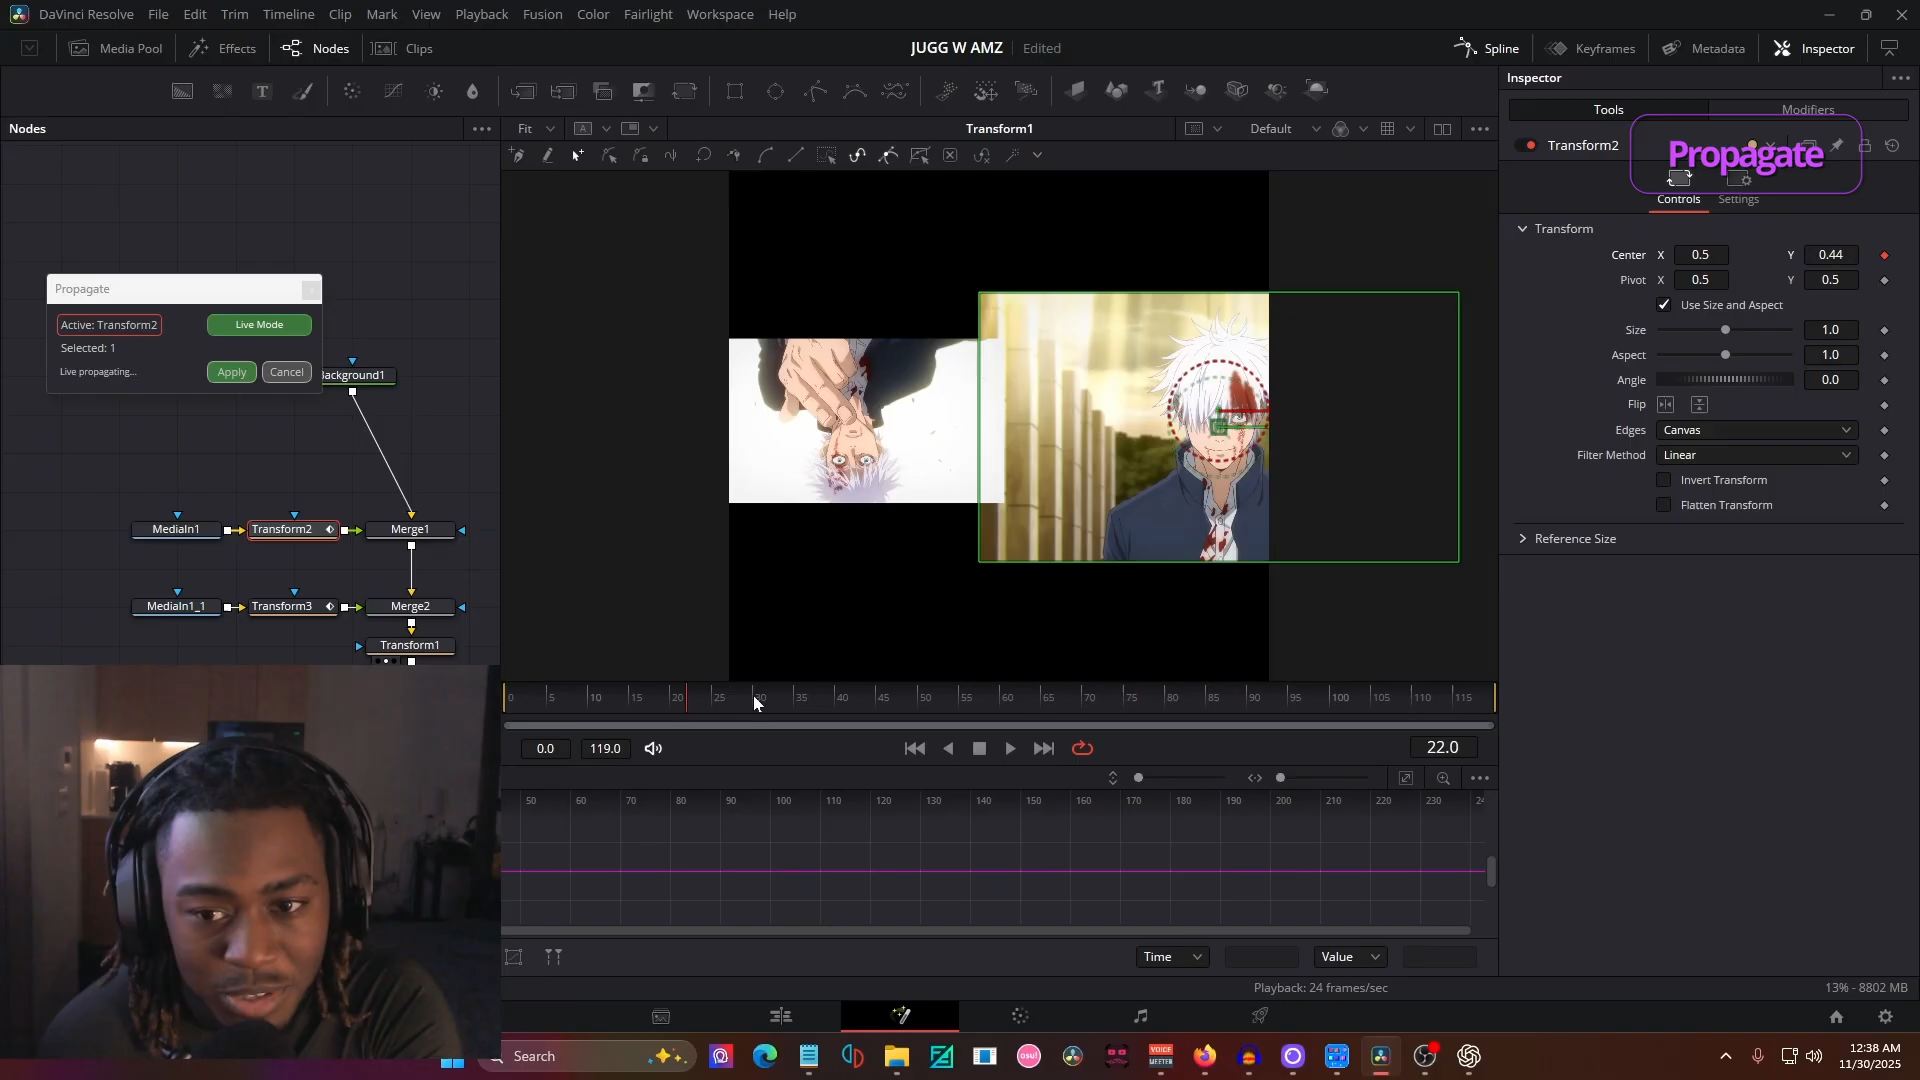 DaVinci Resolve File Edit Trim Timeline Clip Mark View Playback Fusion Color Fairlight Workspace Help
Media Pool Effects Nodes Clips JUGG W AMZ Edited Spline Keyframes Metadata Inspector
Inspector
Tools Modifiers
Nodes Fit Transform1 Default
Transform2
Propagate
Controls Settings
Transform
Center X 0.5 Y 0.44
Pivot X 0.5 Y 0.5
Use Size and Aspect
Size 1.0
Aspect 1.0
Angle 0.0
Flip
Edges Canvas
Filter Method Linear
Invert Transform
Flatten Transform
Reference Size
Propagate
Active: Transform2 Live Mode
Selected: 1
Live propagating... Apply Cancel
Background1
MediaIn1 Transform2 Merge1
MediaIn1_1 Transform3 Merge2
Transform1
0 5 10 15 20 25 30 35 40 45 50 55 60 65 70 75 80 85 90 95 100 105 110 115
0.0 119.0 22.0
50 60 70 80 90 100 110 120 130 140 150 160 170 180 190 200 210 220 230
Time Value
Playback: 24 frames/sec 13% - 8802 MB
Search
osu!
VOICE MEETER
12:38 AM
11/30/2025